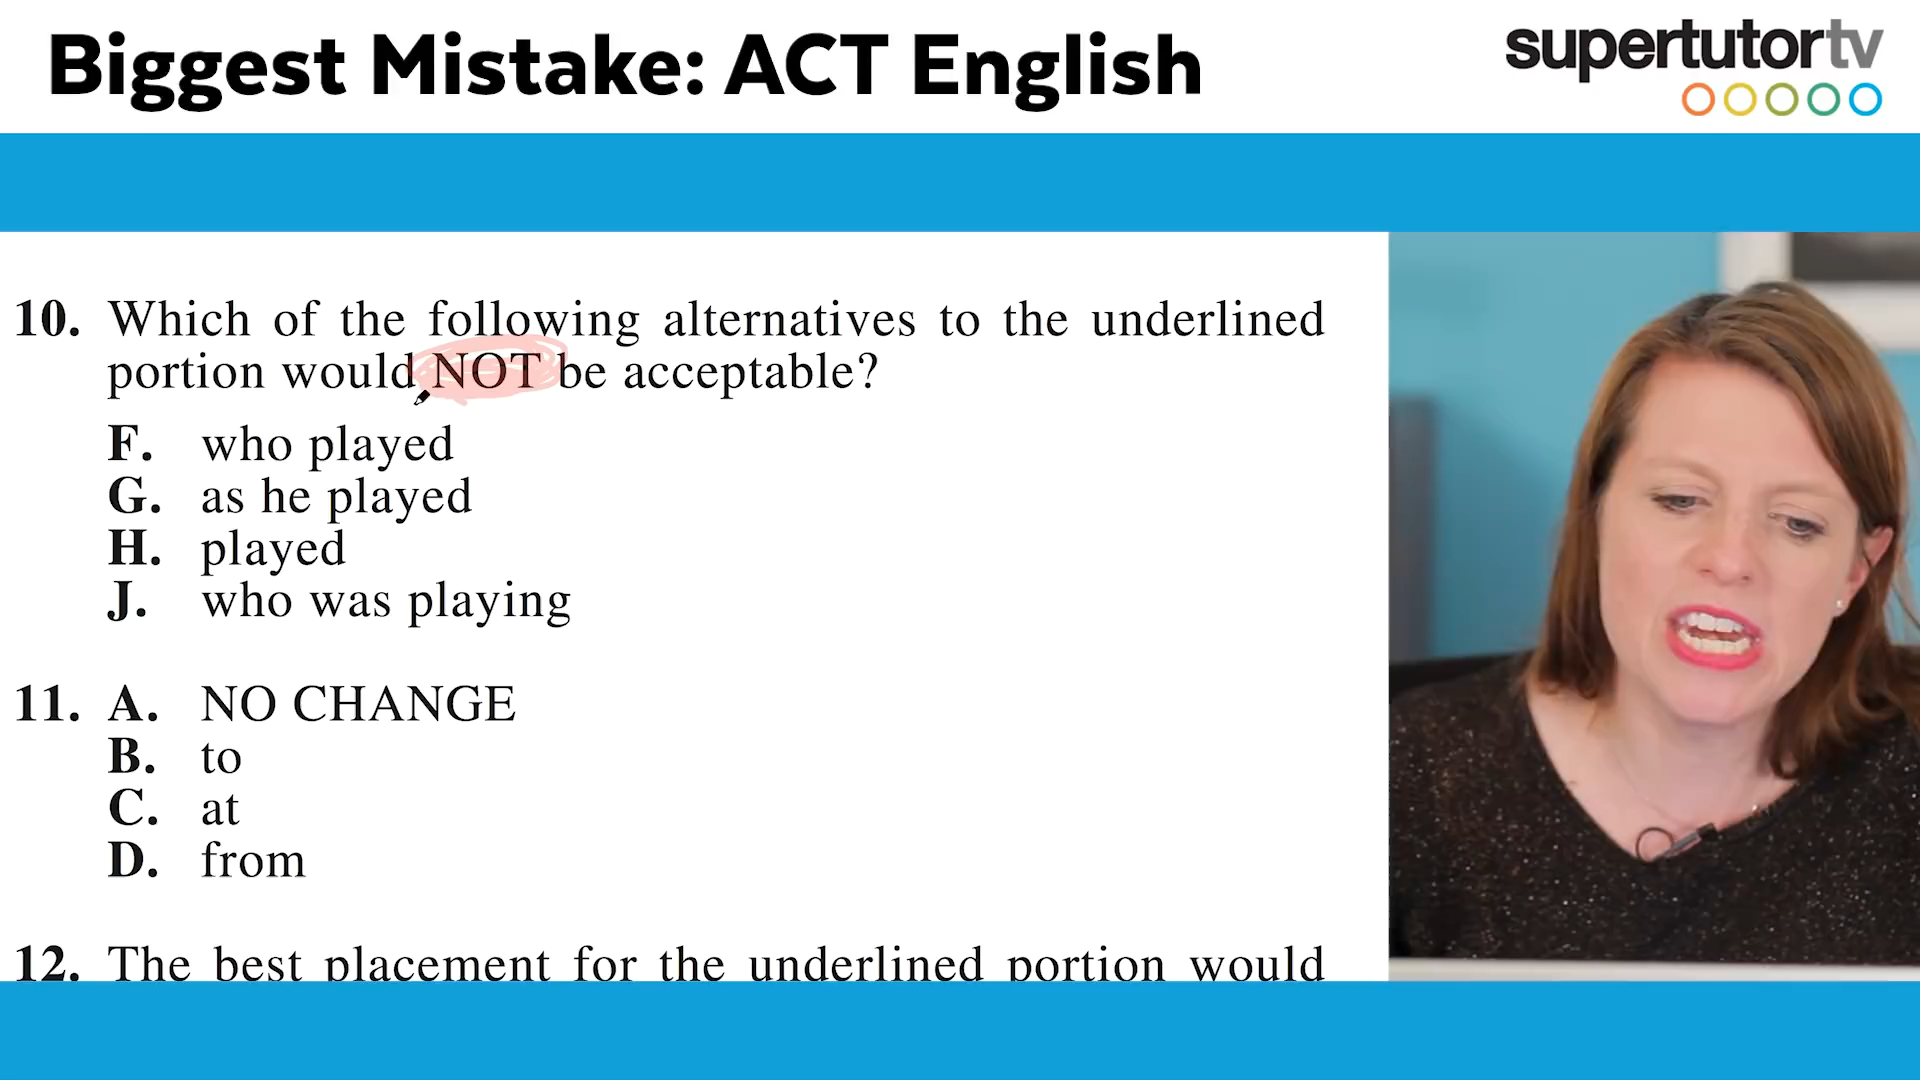 Biggest Mistake: ACT English
supertutortv
10. Which of the following alternatives to the underlined
portion would NOT be acceptable?
F. who played
G. as he played
H. played
J. who was playing
11. A. NO CHANGE
B. to
C. at
D. from
12. The best placement for the underlined portion would